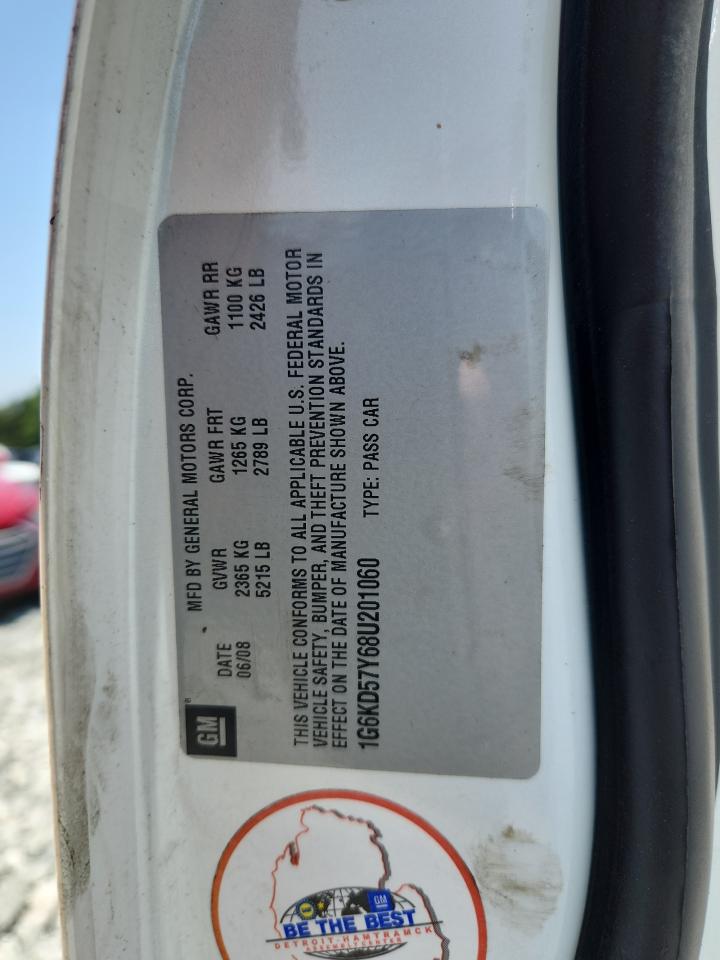 MFD BY GENERAL MOTORS CORP.
DATE GVWR GAWR FRT GAWR RR
06/08 2365 KG 1265 KG 1100 KG
5215 LB 2789 LB 2426 LB
GM®
THIS VEHICLE CONFORMS TO ALL APPLICABLE U.S. FEDERAL MOTOR
VEHICLE SAFETY, BUMPER, AND THEFT PREVENTION STANDARDS IN
EFFECT ON THE DATE OF MANUFACTURE SHOWN ABOVE.
1G6KD57Y68U201060 TYPE: PASS CAR
GM
BE THE BEST
DETROIT-HAMTRAMCK
ASSEMBLY CENTER